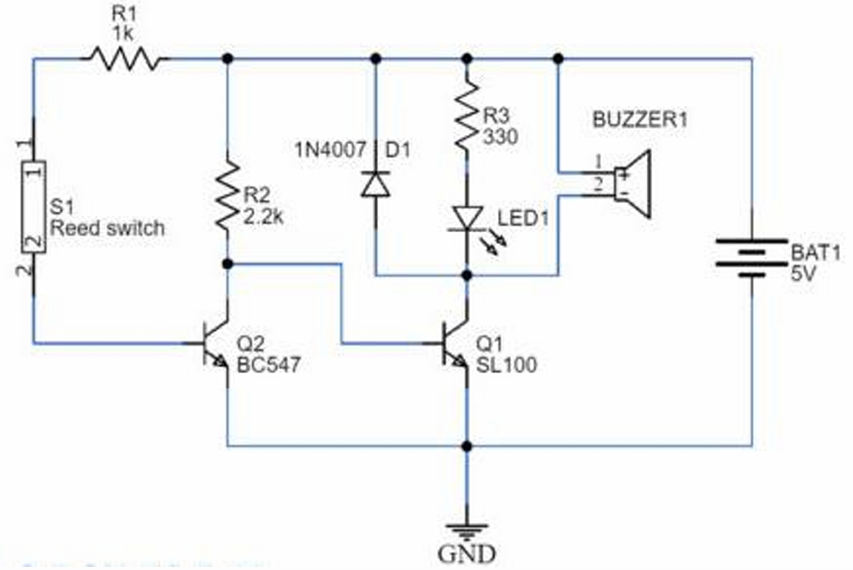 R1
1k
1
1
S1
Reed switch
2
2
R2
2.2k
1N4007
D1
R3
330
LED1
BUZZER1
1
2
+
-
BAT1
5V
Q2
BC547
Q1
SL100
GND